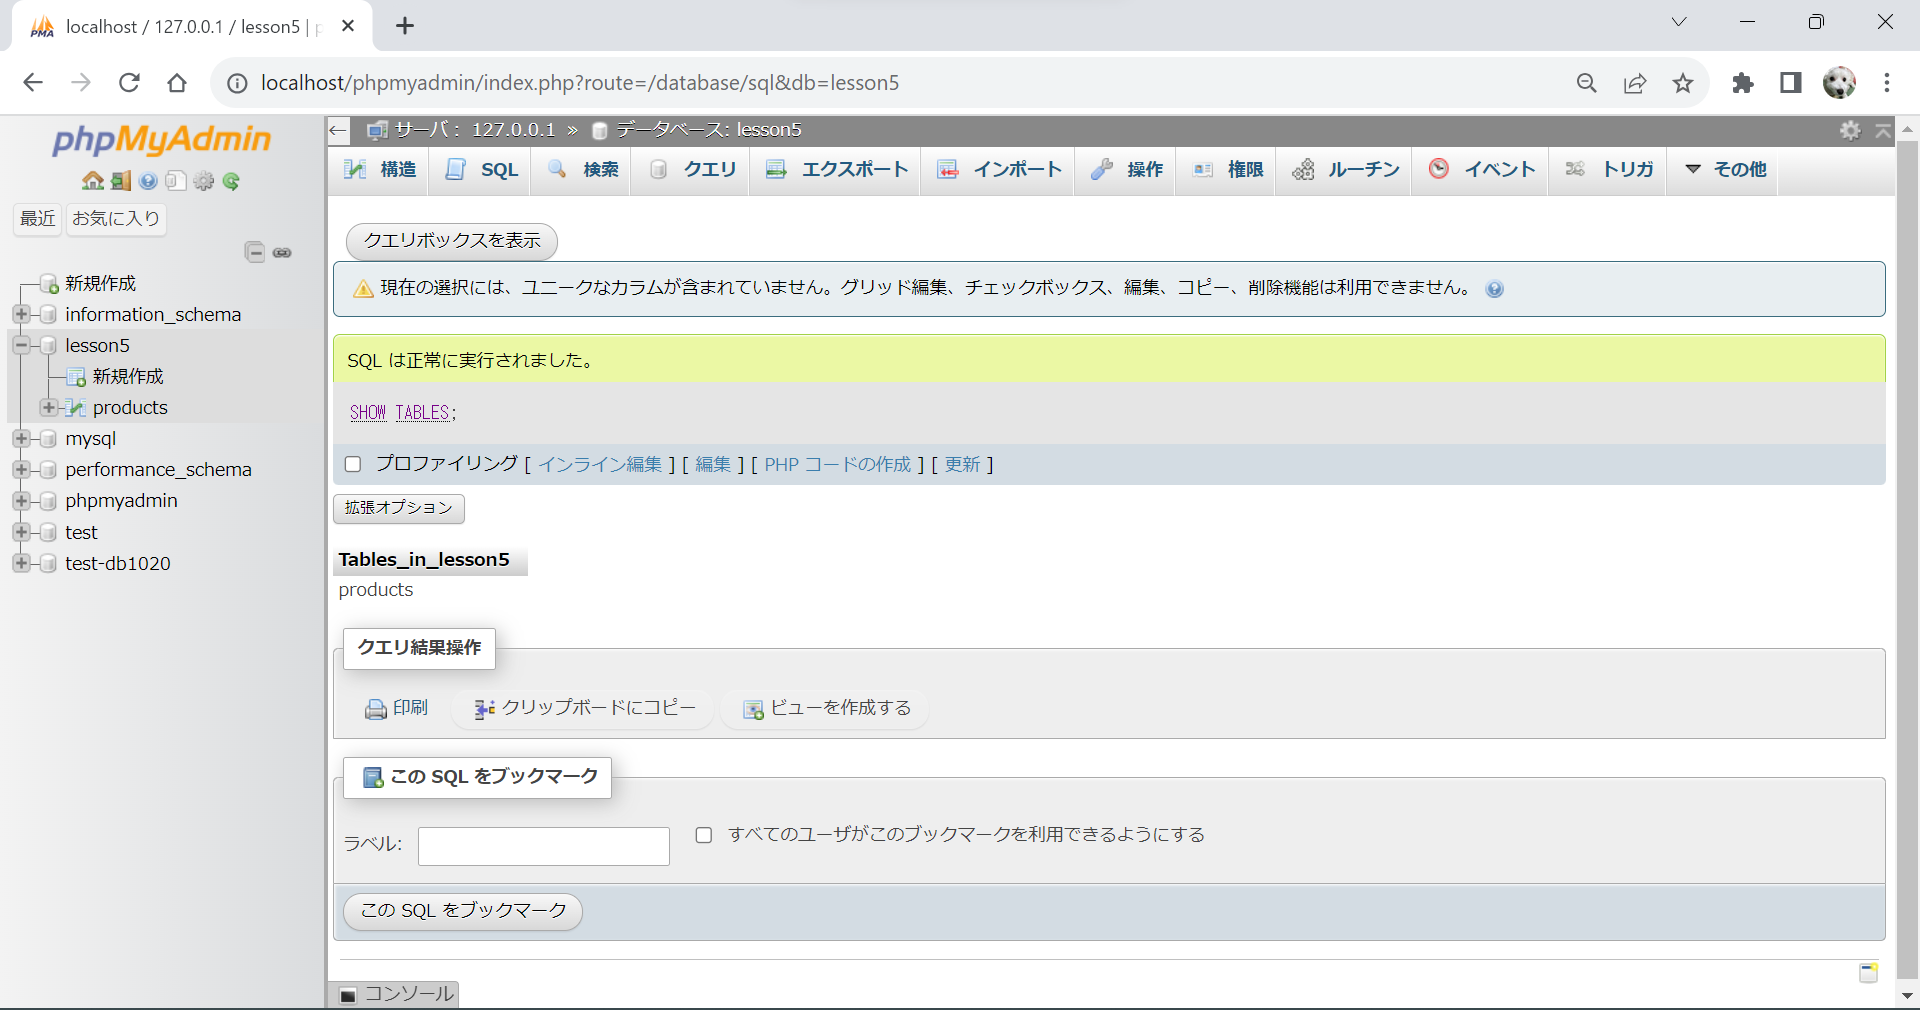 localhost / 127.0.0.1 / lesson5 |
localhost/phpmyadmin/index.php?route=/database/sql&db=lesson5
phpMyAdmin
最近 お気に入り
新規作成
information_schema
lesson5
新規作成
products
mysql
performance_schema
phpmyadmin
test
test-db1020
サーバ: 127.0.0.1 » データベース: lesson5
構造 SQL 検索 クエリ エクスポート インポート 操作 権限 ルーチン イベント トリガ その他
クエリボックスを表示
現在の選択には、ユニークなカラムが含まれていません。グリッド編集、チェックボックス、編集、コピー、削除機能は利用できません。
SQL は正常に実行されました。
SHOW TABLES;
プロファイリング [ インライン編集 ] [ 編集 ] [ PHP コードの作成 ] [ 更新 ]
拡張オプション
Tables_in_lesson5
products
クエリ結果操作
印刷 クリップボードにコピー ビューを作成する
この SQL をブックマーク
ラベル: すべてのユーザがこのブックマークを利用できるようにする
この SQL をブックマーク
コンソール